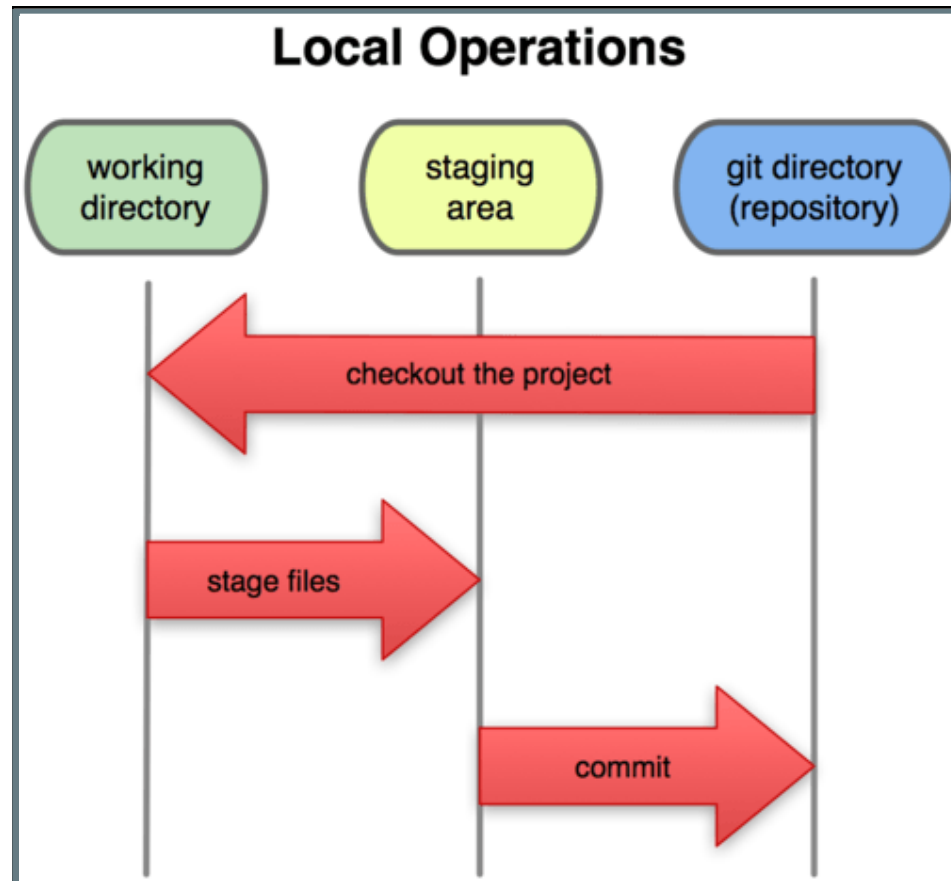 Local Operations
working
directory
staging
area
git directory
(repository)
checkout the project
stage files
commit